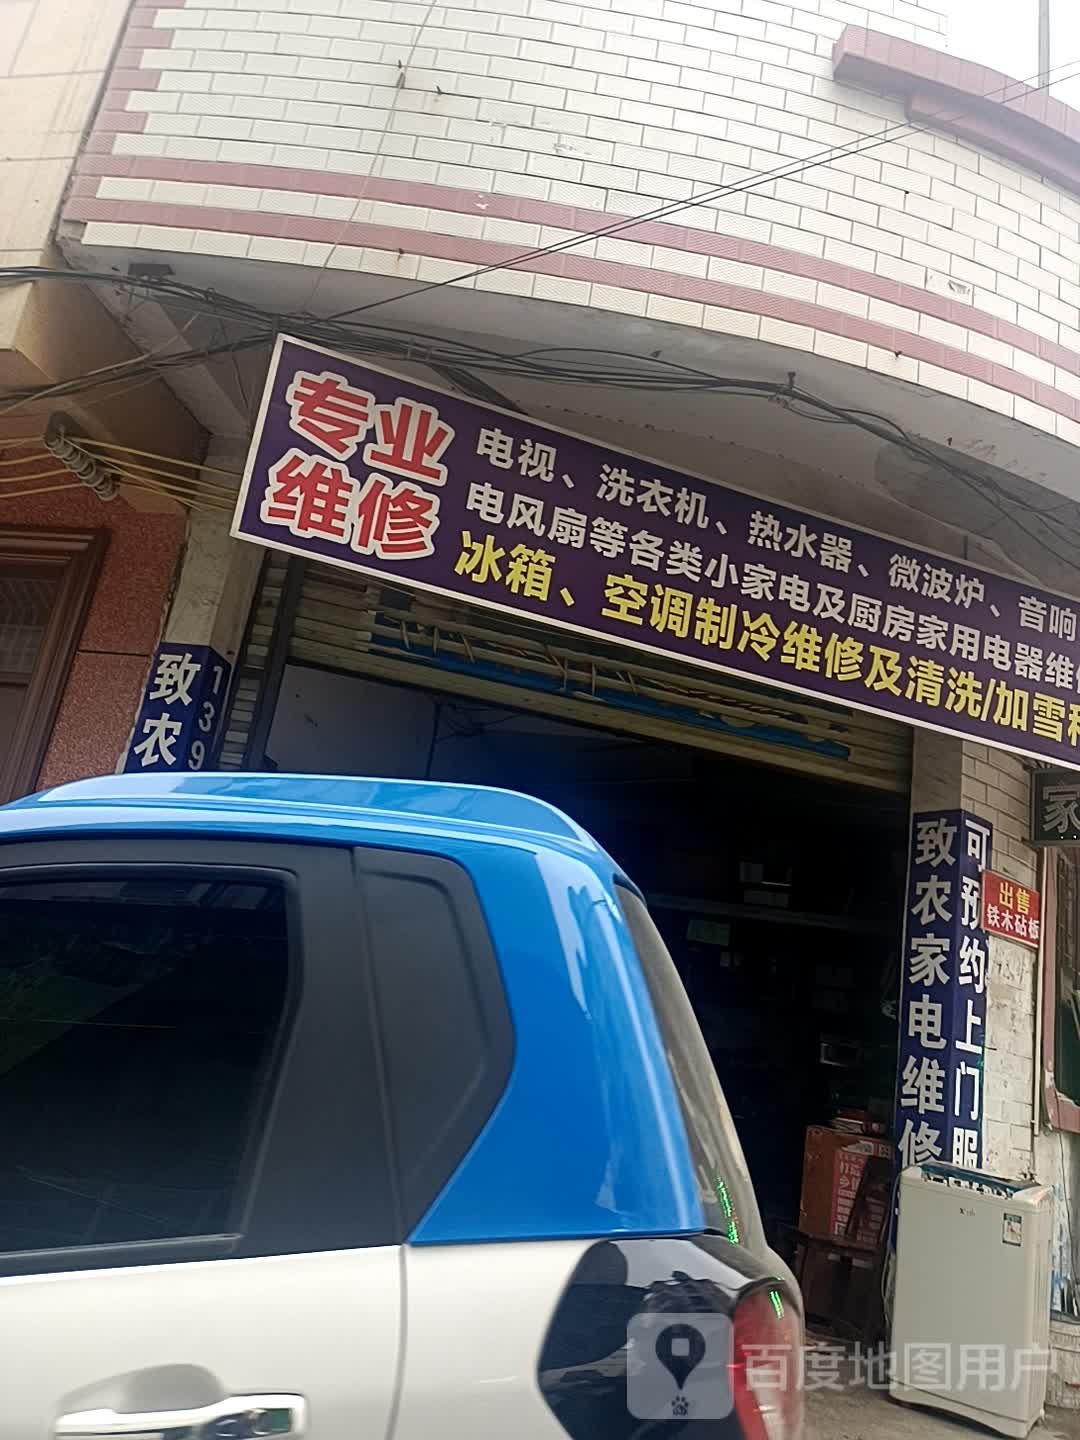 专业
维修
电视、洗衣机、热水器、微波炉、音响
电风扇等各类小家电及厨房家用电器维
冰箱、空调制冷维修及清洗/加雪
致农
139
致农家电维修
可预约上门服
出售
铁木砧板
家
百度地图用户